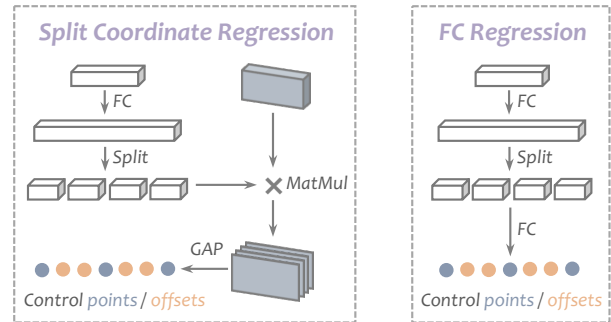 Split Coordinate Regression
FC
Split
MatMul
GAP
Control points / offsets
FC Regression
FC
Split
FC
Control points / offsets